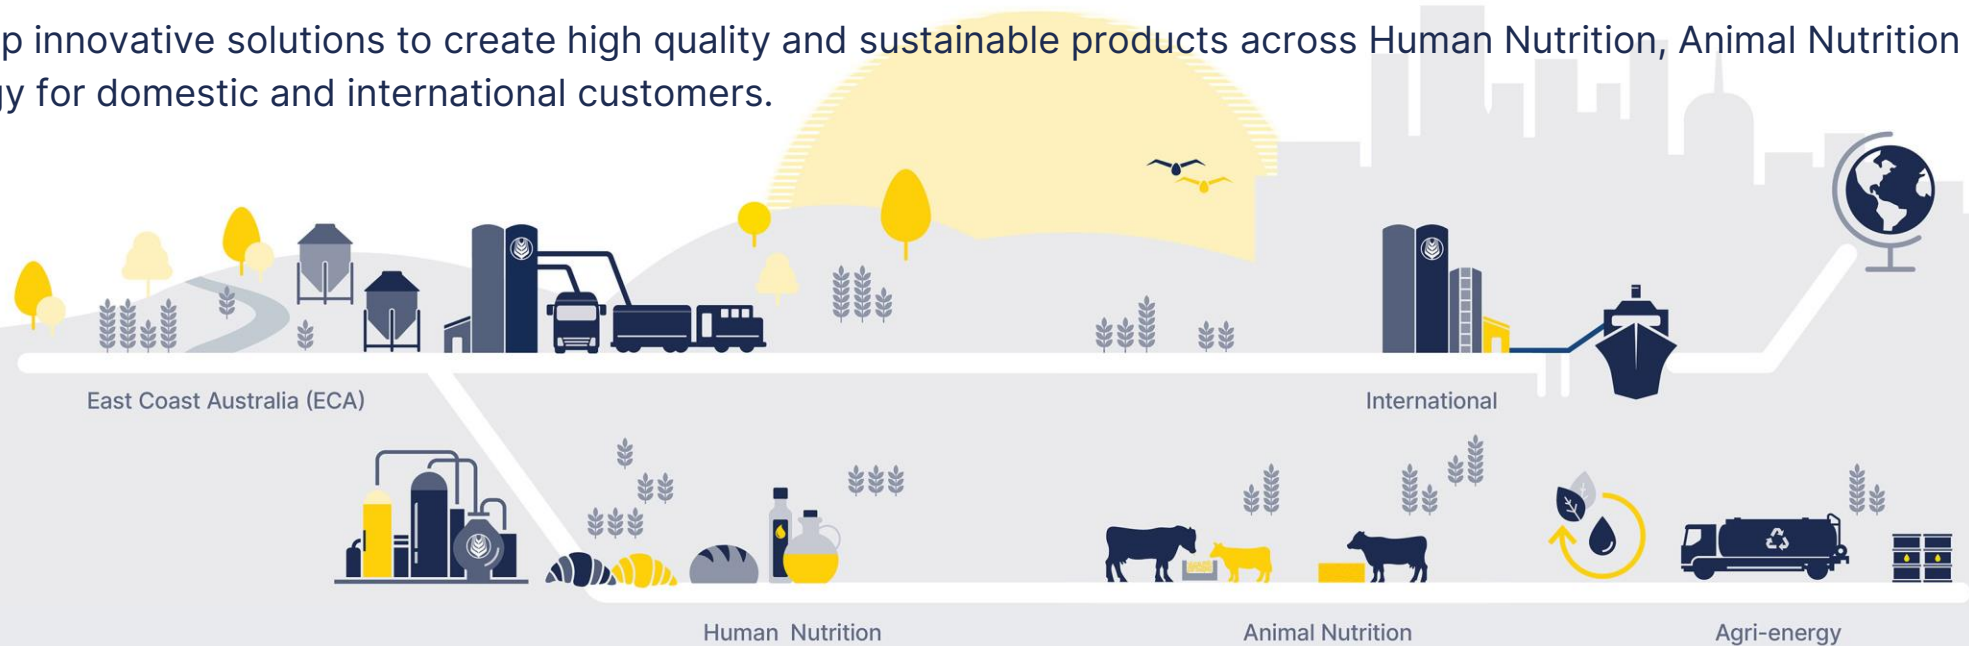 p innovative solutions to create high quality and sustainable products across Human Nutrition, Animal Nutrition
gy for domestic and international customers.
East Coast Australia (ECA)
International
Human Nutrition
Animal Nutrition
Agri-energy